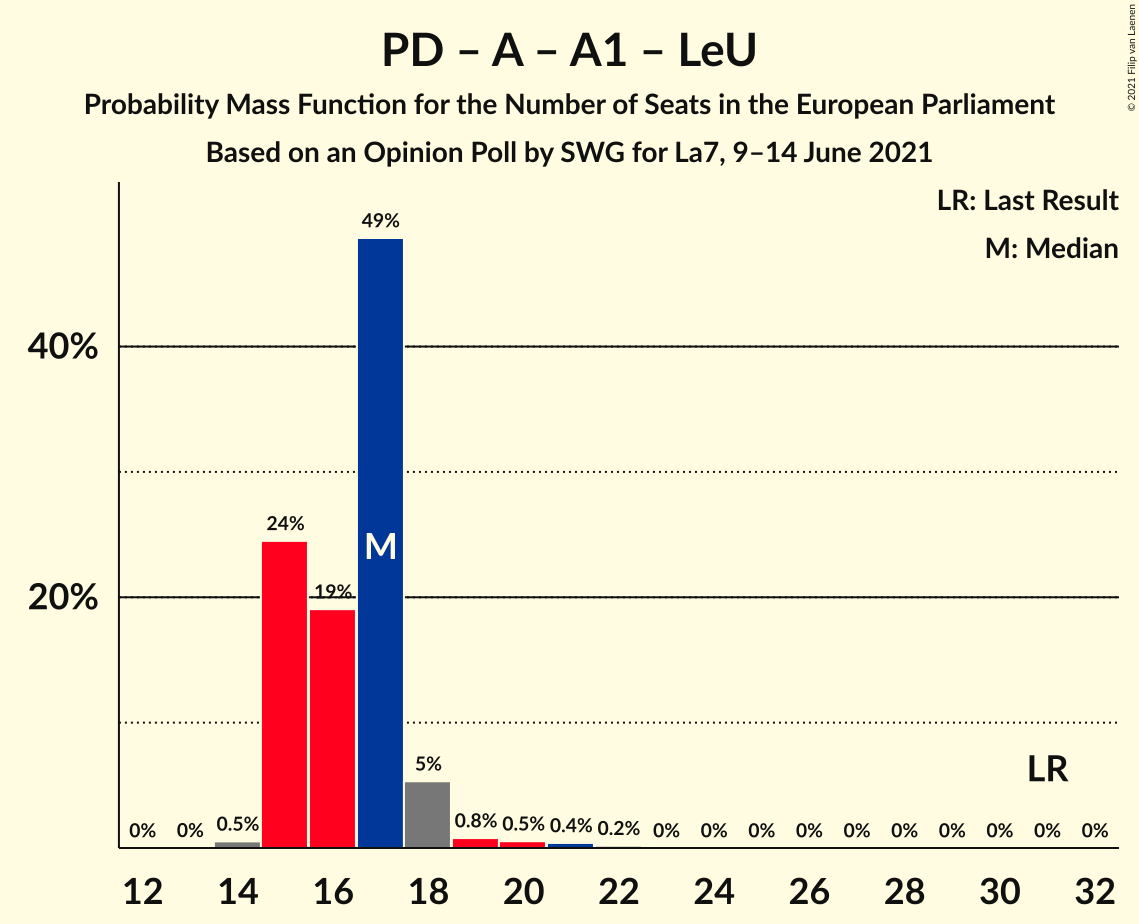 PD – A – A1 – LeU
Probability Mass Function for the Number of Seats in the European Parliament
Based on an Opinion Poll by SWG for La7, 9–14 June 2021
© 2021 Filip van Laenen
LR: Last Result
M: Median
40%
20%
0% 0% 0.5% 24% 19% 49% 5% 0.8% 0.5% 0.4% 0.2% 0% 0% 0% 0% 0% 0% 0% 0% 0% 0%
M
LR
12 14 16 18 20 22 24 26 28 30 32